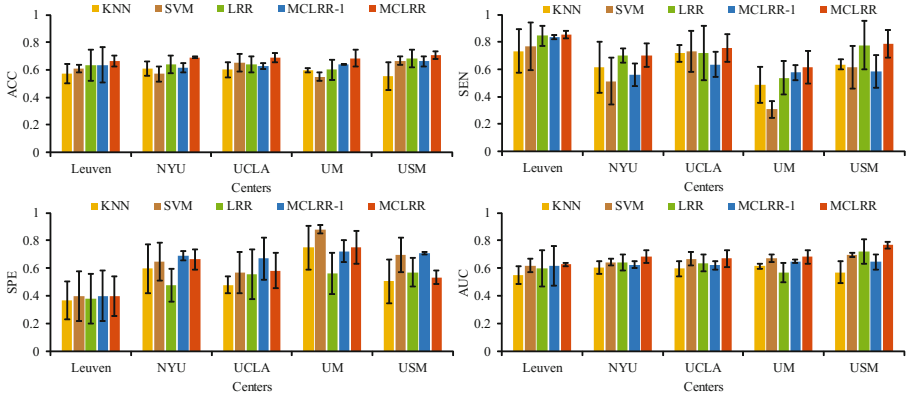 KNN SVM LRR MCLRR-1 MCLRR
ACC
1
0.8
0.6
0.4
0.2
0
Leuven NYU UCLA UM USM
Centers
KNN SVM LRR MCLRR-1 MCLRR
SEN
1
0.8
0.6
0.4
0.2
0
Leuven NYU UCLA UM USM
Centers
KNN SVM LRR MCLRR-1 MCLRR
SPE
1
0.8
0.6
0.4
0.2
0
Leuven NYU UCLA UM USM
Centers
KNN SVM LRR MCLRR-1 MCLRR
AUC
1
0.8
0.6
0.4
0.2
0
Leuven NYU UCLA UM USM
Centers